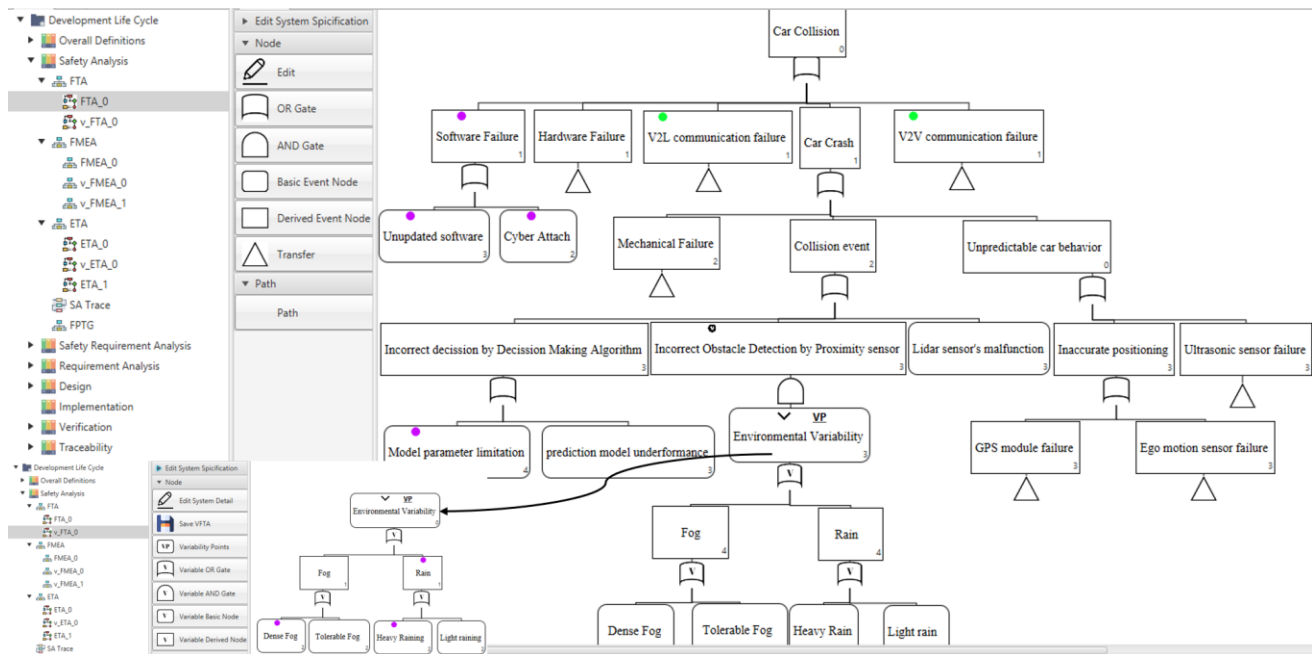 Development Life Cycle
Overall Definitions
Safety Analysis
FTA
FTA_0
v_FTA_0
FMEA
FMEA_0
v_FMEA_0
v_FMEA_1
ETA
ETA_0
v_ETA_0
ETA_1
SA Trace
FPTG
Safety Requirement Analysis
Requirement Analysis
Design
Implementation
Verification
Traceability
Edit System Spicification
Node
Edit
OR Gate
AND Gate
Basic Event Node
Derived Event Node
Transfer
Path
Path
Car Collision
0
Software Failure
1
Hardware Failure
1
V2L communication failure
1
Car Crash
1
V2V communication failure
1
Unupdated software
3
Cyber Attach
2
Mechanical Failure
2
Collision event
2
Unpredictable car behavior
0
Incorrect decission by Decission Making Algorithm
3
Incorrect Obstacle Detection by Proximity sensor
3
Lidar sensor's malfunction
3
Inaccurate positioning
3
Ultrasonic sensor failure
3
Model parameter limitation
4
prediction model underformance
3
VP
Environmental Variability
3
GPS module failure
3
Ego motion sensor failure
3
V
Fog
4
Rain
4
V
V
Dense Fog
Tolerable Fog
Heavy Rain
Light rain
Development Life Cycle
Overall Definitions
Safety Analysis
FTA
FTA_0
v_FTA_0
FMEA
FMEA_0
v_FMEA_0
v_FMEA_1
ETA
ETA_0
v_ETA_0
ETA_1
SA Trace
Edit System Spicification
Node
Edit System Detail
Save VFTA
VP Variability Points
V Variable OR Gate
V Variable AND Gate
V Variable Basic Node
V Variable Derived Node
VP
Environmental Variability
V
Fog
1
Rain
1
V
V
Dense Fog
Tolerable Fog
Heavy Raining
Light raining